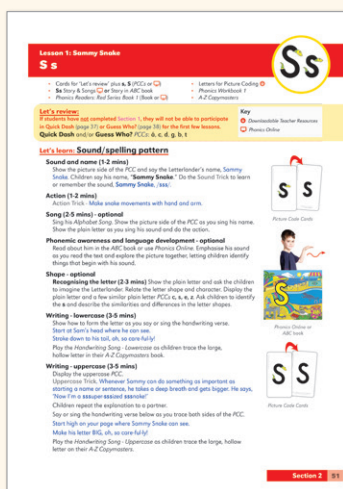 Lesson 1: Sammy Snake
S s
Ss
• Cards for 'Let's review' plus s, S (PCCs or
• Ss Story & Songs or Story in ABC book
• Phonics Readers: Red Series Book 1 (Book or
• Letters for Picture Coding
• Phonics Workbook 1
• A-Z Copymasters
Let's review:
If students have not completed Section 1, they will not be able to participate
in Quick Dash (page 37) or Guess Who? (page 38) for the first few lessons.
Quick Dash and/or Guess Who? PCCs: a, c, d, g, h, t
Key
Downloadable Teacher Resources
Phonics Online
Let's learn: Sound/spelling pattern
Sound and name (1-2 mins)
Show the picture side of the PCC and say the Letterlander's name, Sammy
Snake. Children say his name, "Sammy Snake." Do the Sound Trick to learn
or remember the sound. Sammy Snake, /sss/.
Action (1-2 mins)
Action Trick - Make snake movements with hand and arm.
Song (2-5 mins) - optional
Sing his Alphabet Song. Show the picture side of the PCC as you sing his name.
Show the plain letter as you sing his sound and do the action.
Phonemic awareness and language development - optional
Read about him in the ABC book or use Phonics Online. Emphasise his sound
as you read the text and explore the picture together, letting children identify
things that begin with his sound.
Shape - optional
Recognising the letter (2-3 mins) Show the plain letter and ask the children
to imagine the Letterlander. Relate the letter shape and character. Display the
plain letter and a few similar plain letter PCCs c, s, e, z. Ask children to identify
the s and describe the similarities and differences in the letter shapes.
Writing - lowercase (3-5 mins)
Show how to form the letter as you say or sing the handwriting verse.
Start at Sam's head where he can see.
Stroke down to his tail, oh, so care-ful-ly!
Play the Handwriting Song - Lowercase as children trace the large,
hollow letter in their A-Z Copymasters book.
Writing - uppercase (3-5 mins)
Display the uppercase PCC.
Uppercase Trick. Whenever Sammy can do something as important as
starting a name or sentence, he takes a deep breath and gets bigger. He says,
'Now I'm a sssuper sssized sssnake!'
Children repeat the explanation to a partner.
Say or sing the handwriting verse below as you trace both sides of the PCC.
Start high on your page where Sammy Snake can see.
Make his letter BIG, oh, so care-ful-ly!
Play the Handwriting Song - Uppercase as children trace the large, hollow
letter on their A-Z Copymasters.
s s
Picture Code Cards
Phonics Online or
ABC book
S S
Picture Code Cards
Section 2 51